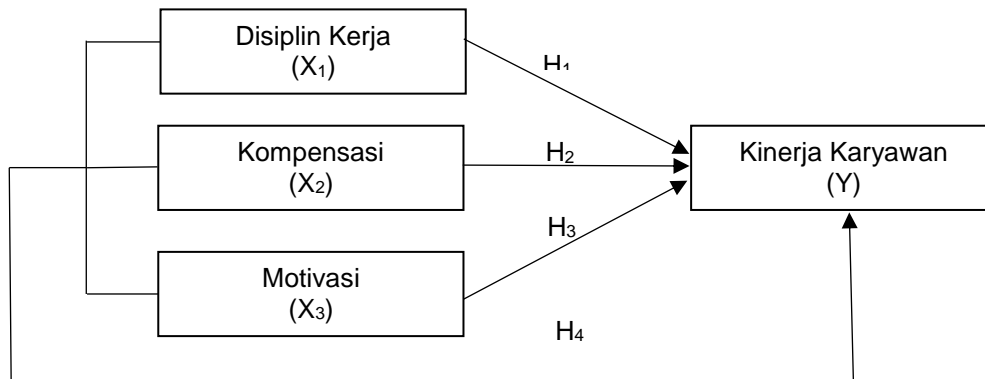 Disiplin Kerja
(X₁)
H₁
Kompensasi
(X₂)
H₂
Kinerja Karyawan
(Y)
H₃
Motivasi
(X₃)
H₄